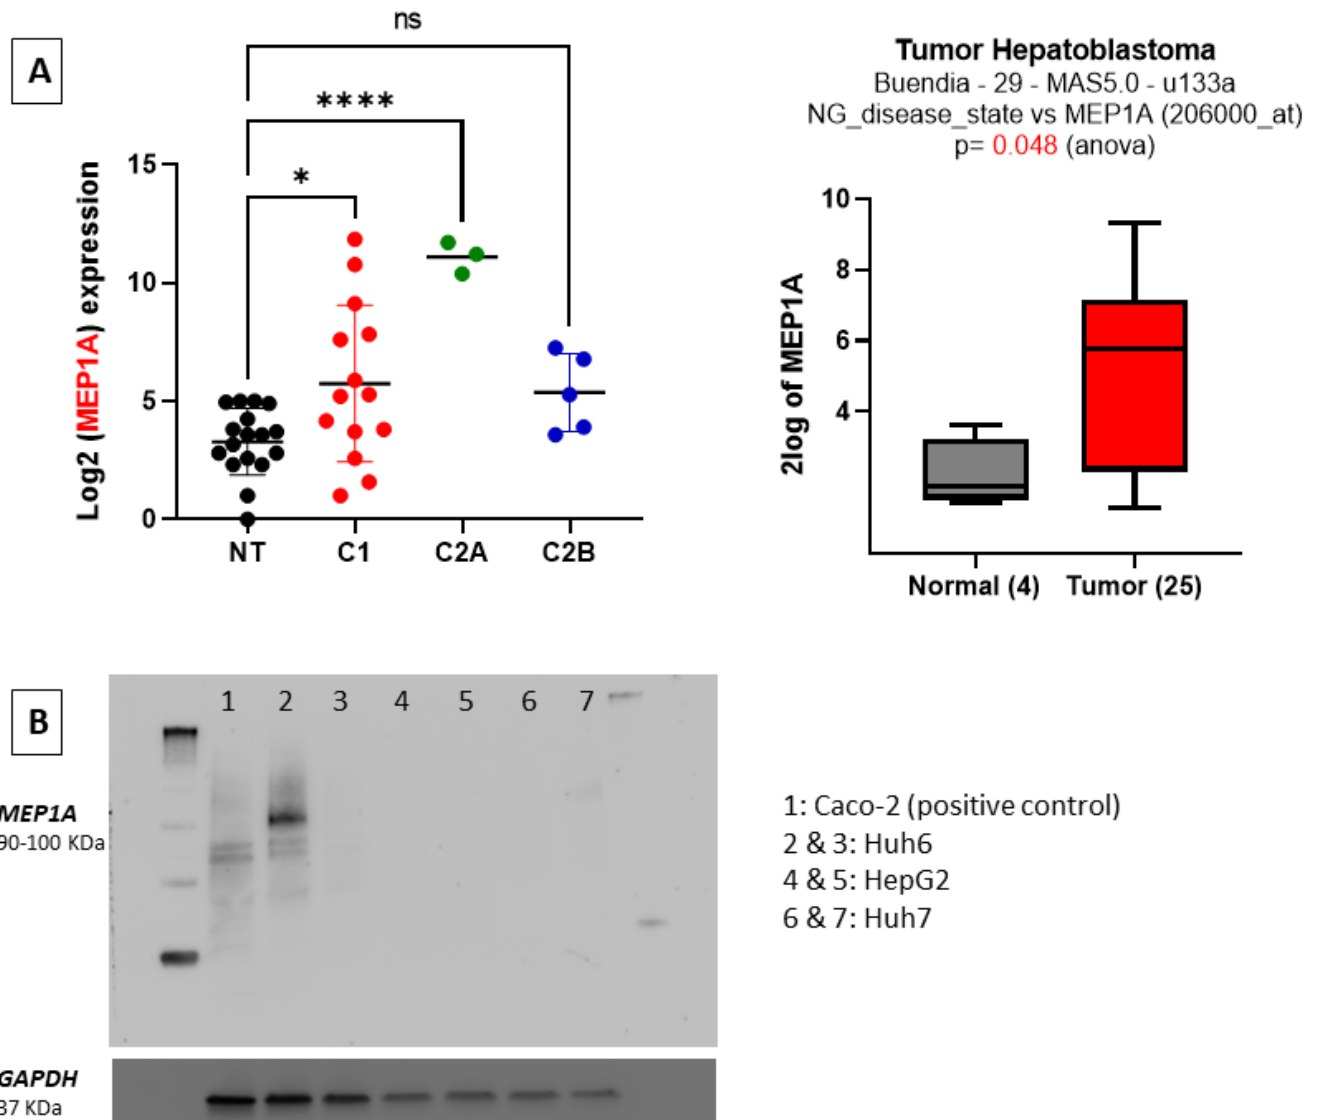 A
ns
****
*
Log2 (MEP1A) expression
15
10
5
0
NT C1 C2A C2B
Tumor Hepatoblastoma
Buendia - 29 - MAS5.0 - u133a
NG_disease_state vs MEP1A (206000_at)
p= 0.048 (anova)
2log of MEP1A
10
8
6
4
Normal (4) Tumor (25)
B
1 2 3 4 5 6 7
MEP1A
90-100 KDa
1: Caco-2 (positive control)
2 & 3: Huh6
4 & 5: HepG2
6 & 7: Huh7
GAPDH
37 KDa